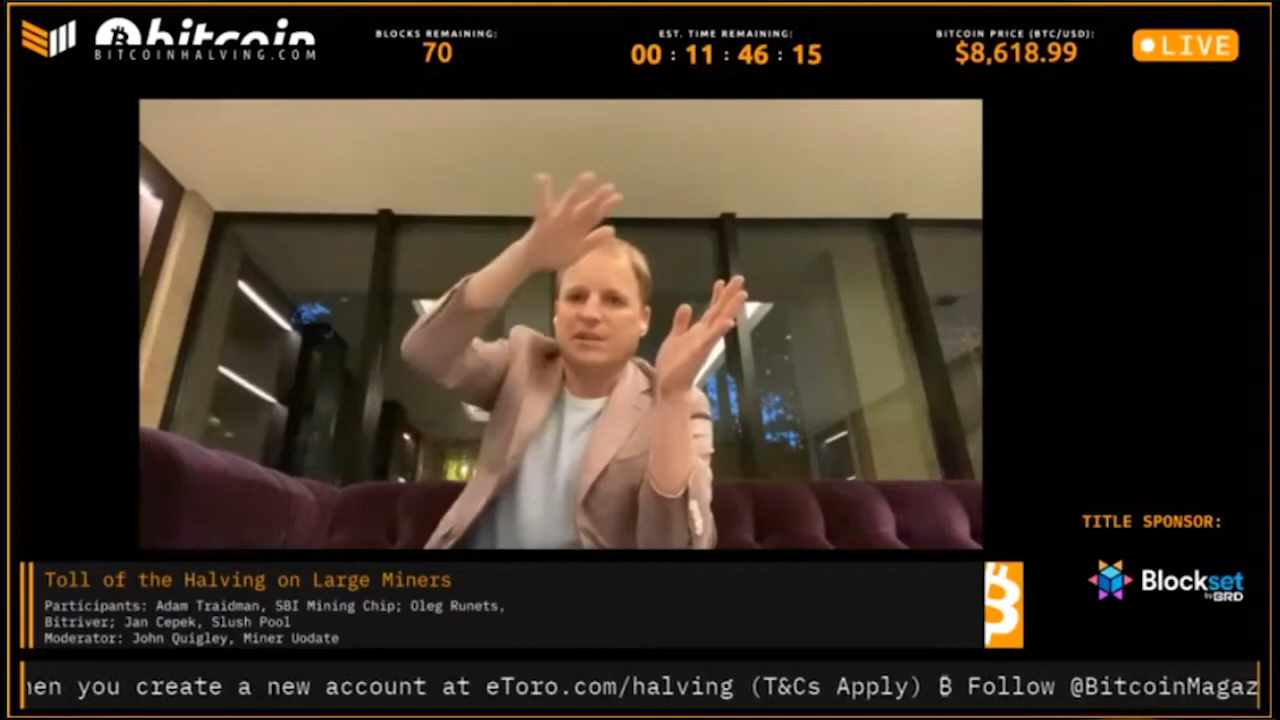 bitcoin
BITCOINHALVING.COM
BLOCKS REMAINING:
70
EST. TIME REMAINING:
00 : 11 : 46 : 15
BITCOIN PRICE (BTC/USD):
$8,618.99
LIVE
TITLE SPONSOR:
Blockset
by BRD
Toll of the Halving on Large Miners
Participants: Adam Traidman, SBI Mining Chip; Oleg Runets,
Bitriver; Jan Cepek, Slush Pool
Moderator: John Quigley, Miner Uodate
hen you create a new account at eToro.com/halving (T&Cs Apply) ₿ Follow @BitcoinMagaz